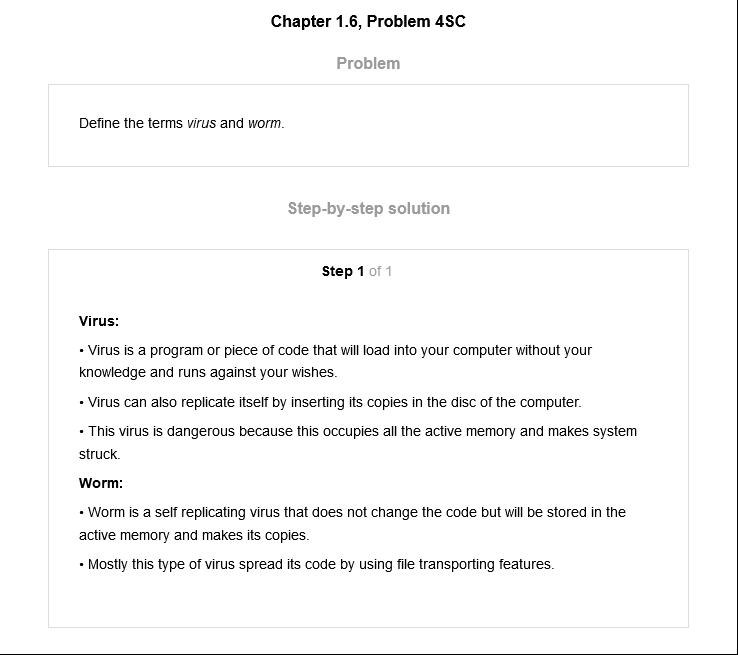 Chapter 1.6, Problem 4SC
Problem
Define the terms virus and worm.
Step-by-step solution
Step 1 of 1
Virus:
• Virus is a program or piece of code that will load into your computer without your
knowledge and runs against your wishes.
• Virus can also replicate itself by inserting its copies in the disc of the computer.
• This virus is dangerous because this occupies all the active memory and makes system
struck.
Worm:
• Worm is a self replicating virus that does not change the code but will be stored in the
active memory and makes its copies.
• Mostly this type of virus spread its code by using file transporting features.